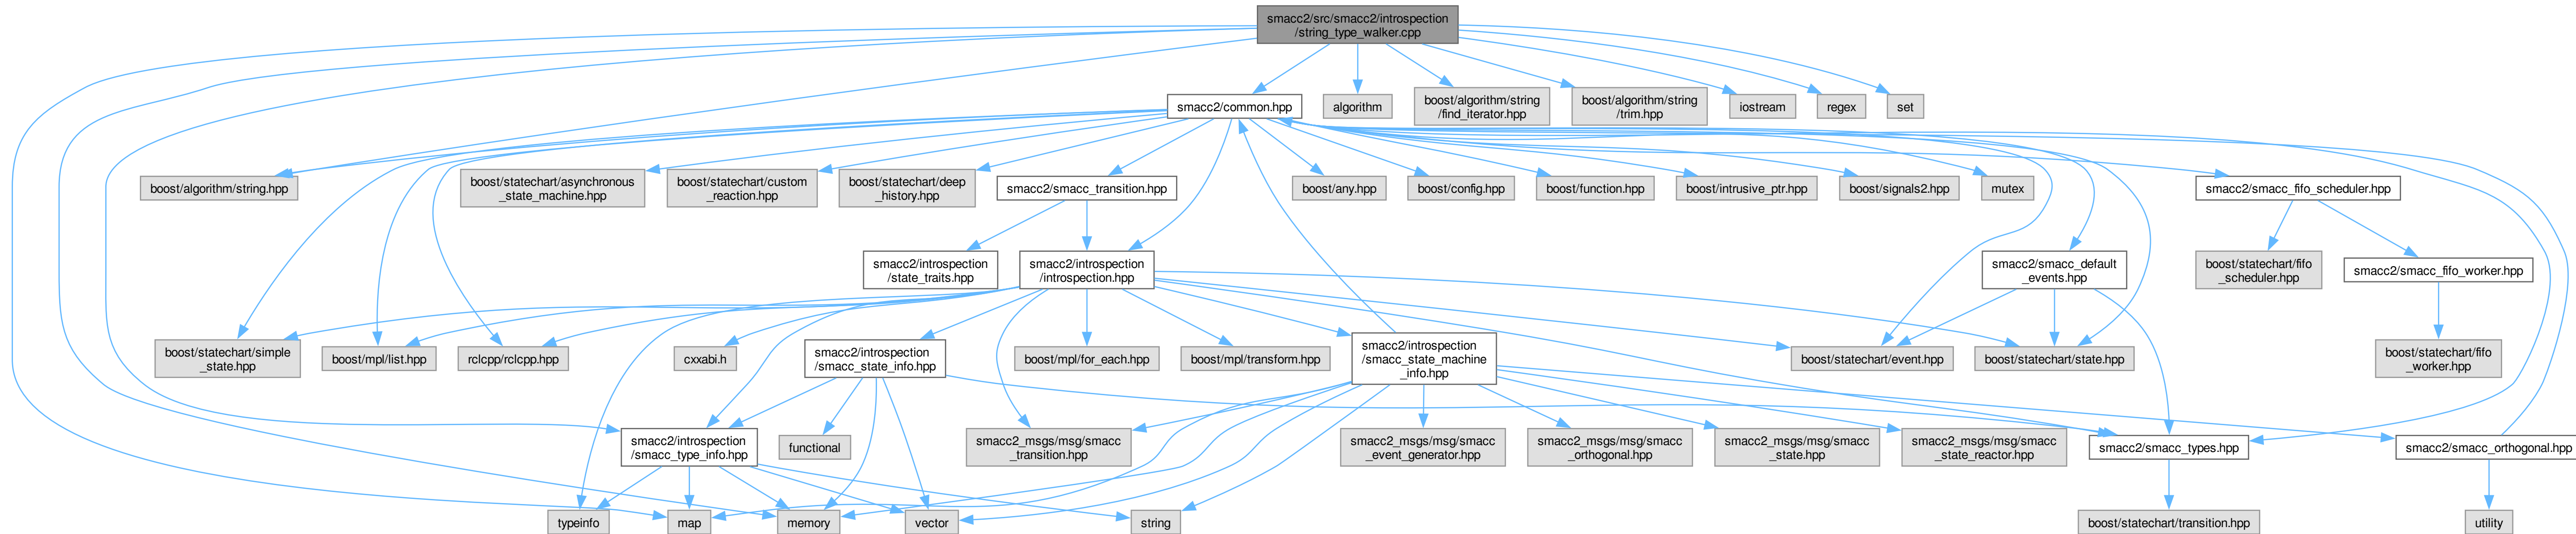 smacc2/src/smacc2/introspection
/string_type_walker.cpp
smacc2/common.hpp
algorithm
boost/algorithm/string
/find_iterator.hpp
boost/algorithm/string
/trim.hpp
iostream
regex
set
boost/algorithm/string.hpp
boost/statechart/asynchronous
_state_machine.hpp
boost/statechart/custom
_reaction.hpp
boost/statechart/deep
_history.hpp
smacc2/smacc_transition.hpp
boost/any.hpp
boost/config.hpp
boost/function.hpp
boost/intrusive_ptr.hpp
boost/signals2.hpp
mutex
smacc2/smacc_fifo_scheduler.hpp
smacc2/introspection
/state_traits.hpp
smacc2/introspection
/introspection.hpp
smacc2/smacc_default
_events.hpp
boost/statechart/fifo
_scheduler.hpp
smacc2/smacc_fifo_worker.hpp
boost/statechart/simple
_state.hpp
boost/mpl/list.hpp
rclcpp/rclcpp.hpp
cxxabi.h
smacc2/introspection
/smacc_state_info.hpp
boost/mpl/for_each.hpp
boost/mpl/transform.hpp
smacc2/introspection
/smacc_state_machine
_info.hpp
boost/statechart/event.hpp
boost/statechart/state.hpp
boost/statechart/fifo
_worker.hpp
smacc2/introspection
/smacc_type_info.hpp
functional
smacc2_msgs/msg/smacc
_transition.hpp
smacc2_msgs/msg/smacc
_event_generator.hpp
smacc2_msgs/msg/smacc
_orthogonal.hpp
smacc2_msgs/msg/smacc
_state.hpp
smacc2_msgs/msg/smacc
_state_reactor.hpp
smacc2/smacc_types.hpp
smacc2/smacc_orthogonal.hpp
typeinfo
map
memory
vector
string
boost/statechart/transition.hpp
utility